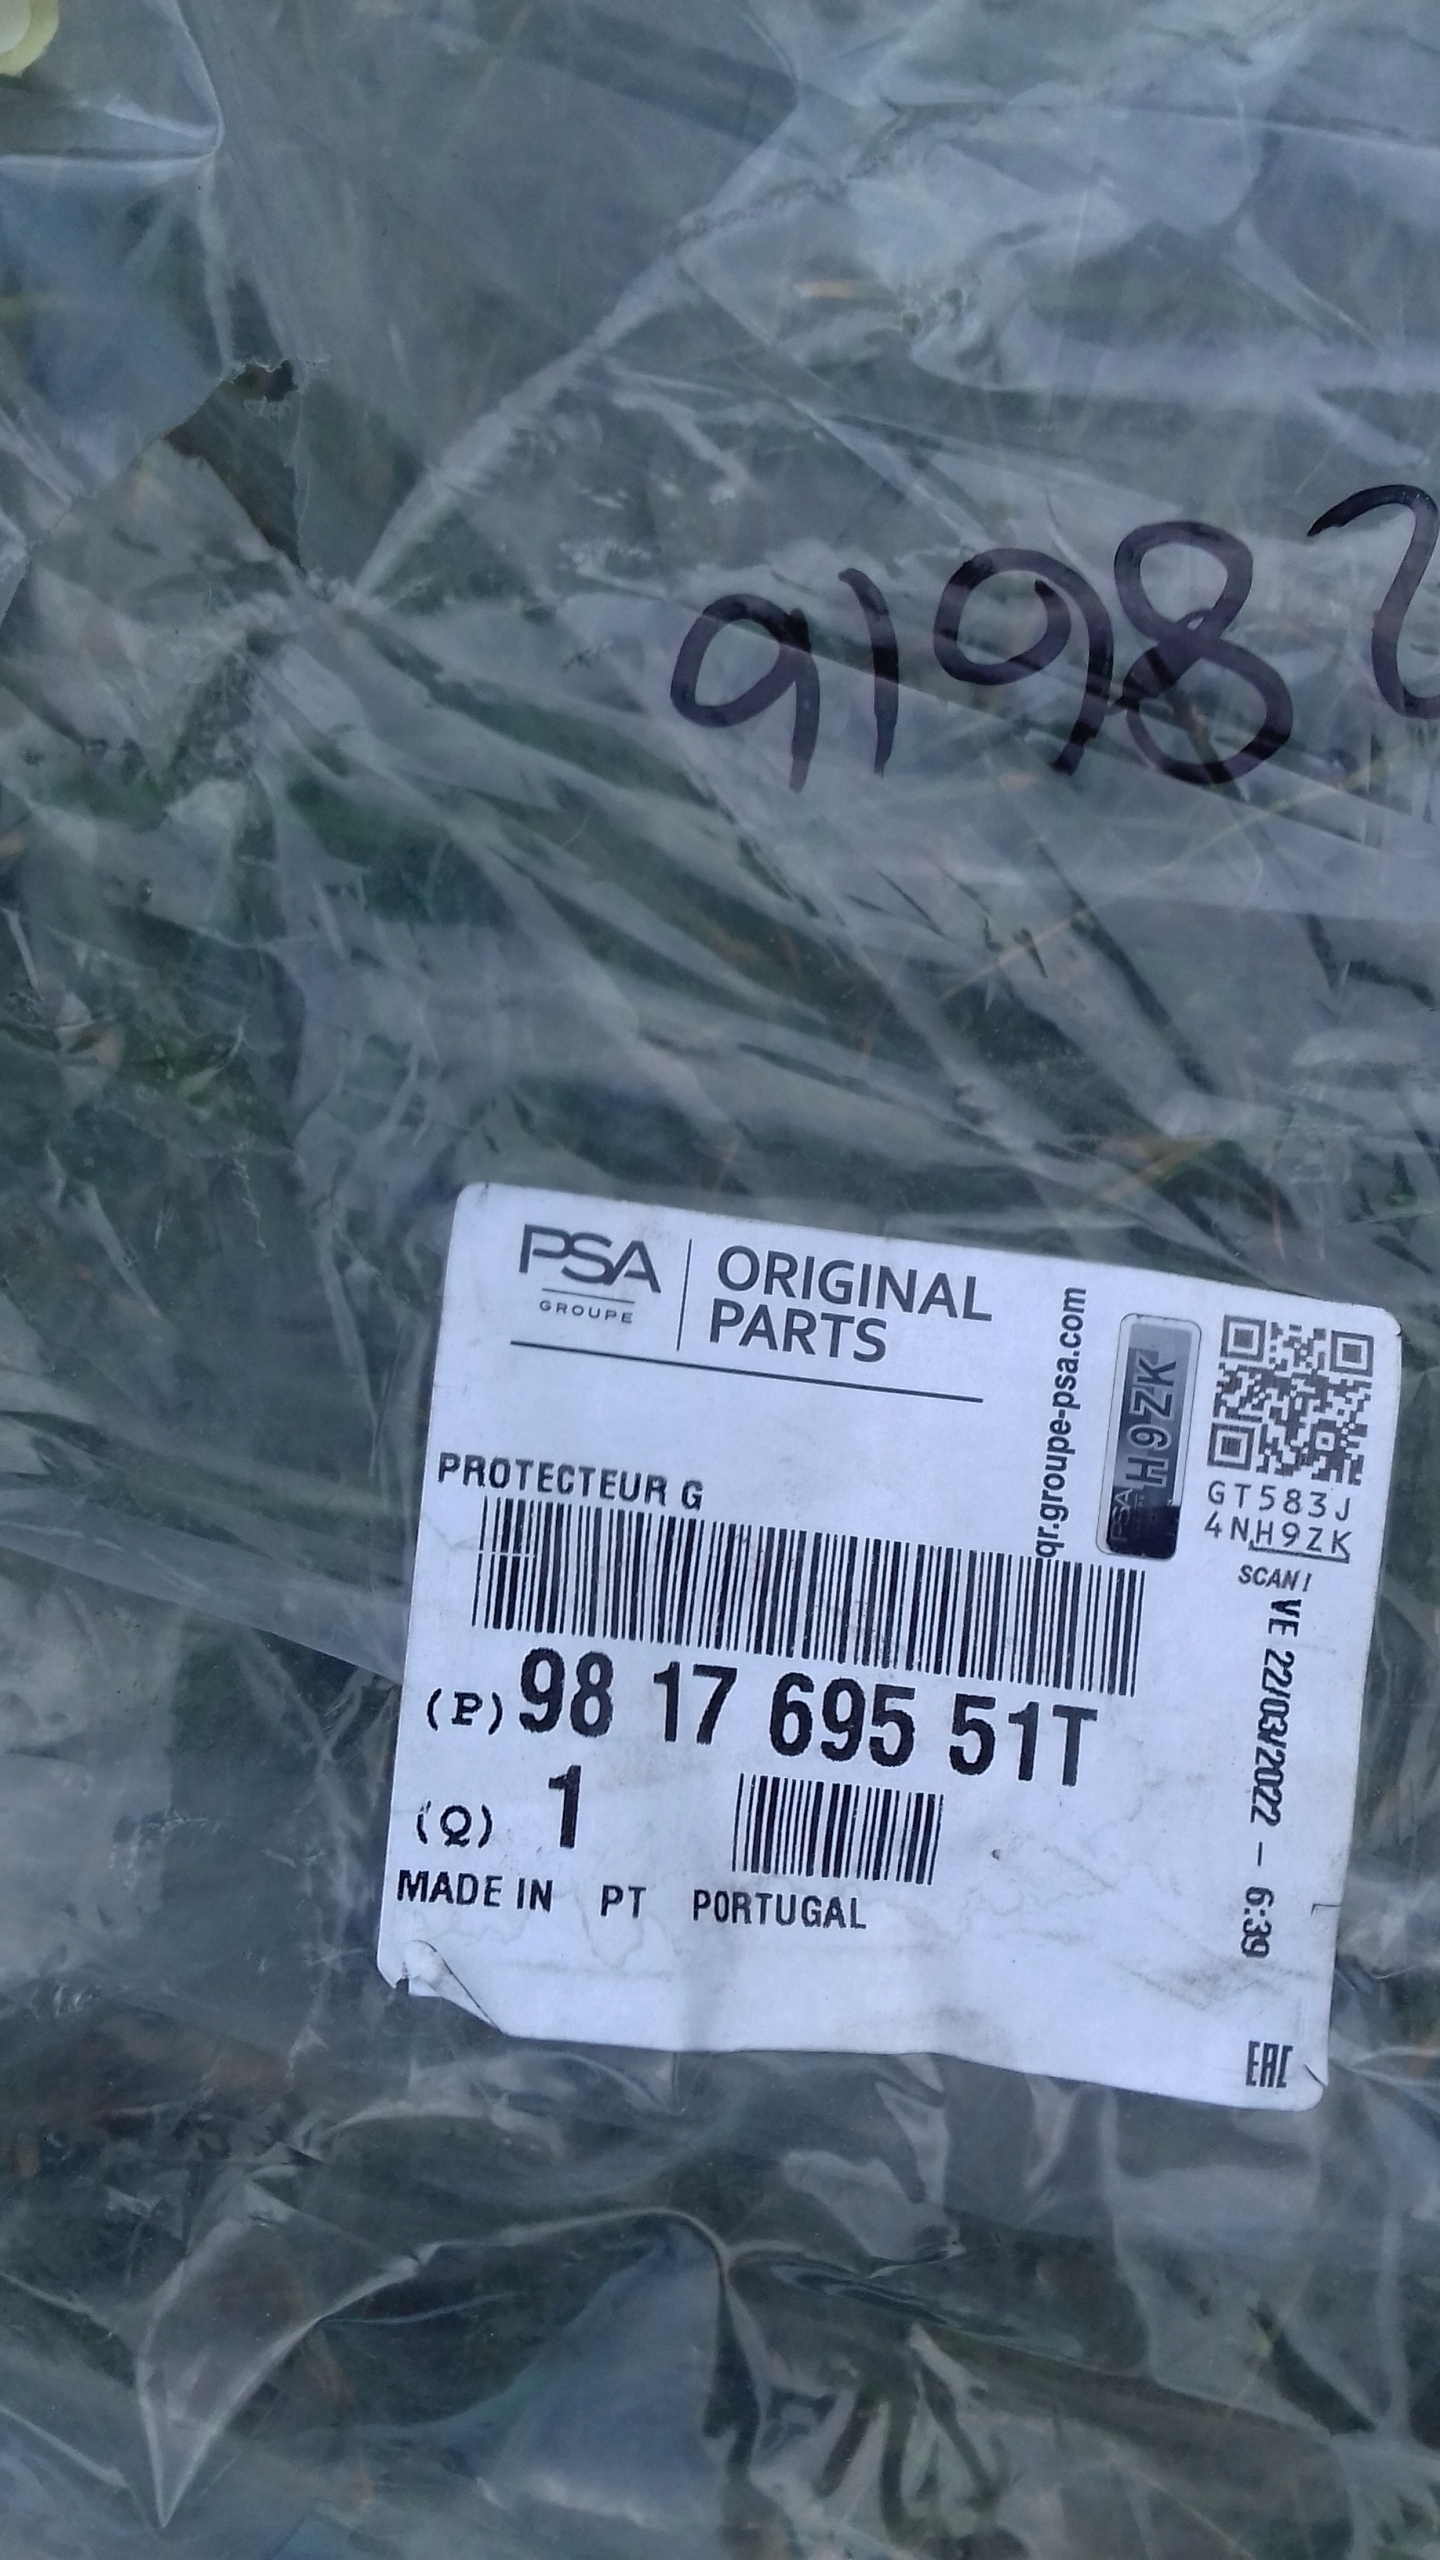 9198
PSA
GROUPE
ORIGINAL
PARTS
qr.groupe-psa.com
PSA
H9ZK
GT583J
4NH9ZK
SCAN!
PROTECTEUR G
(P) 98 17 695 51T
(Q) 1
MADE IN PT PORTUGAL
VE 22/03/2022 - 6:39
EAC